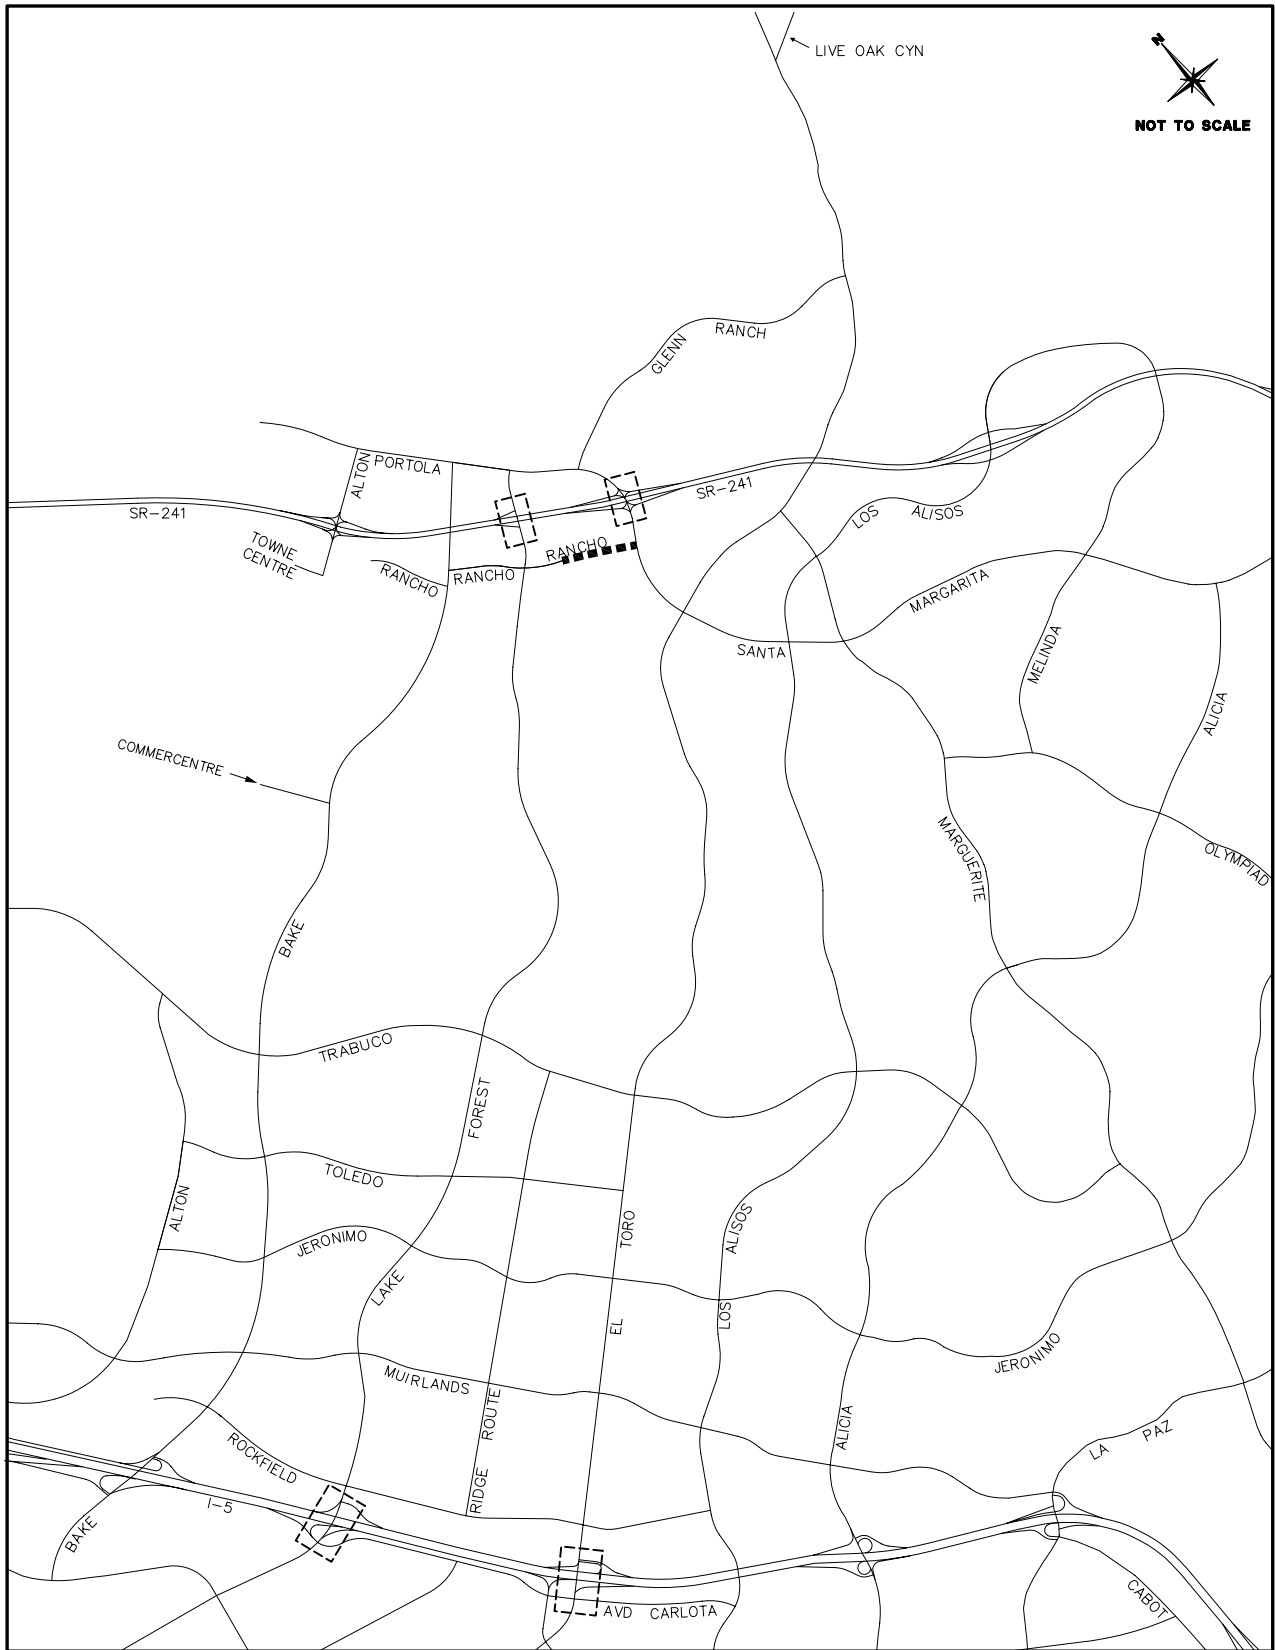 LIVE OAK CYN
N
NOT TO SCALE
RANCH
GLENN
PORTOLA
ALTON
SR-241
SR-241
LOS
ALISOS
TOWNE
CENTRE
RANCHO
RANCHO
RANCHO
MARGARITA
SANTA
MELINDA
ALICIA
COMMERCENTRE
MARGUERITE
OLYMPIAD
BAKE
TRABUCO
FOREST
TOLEDO
ALTON
TORO
ALISOS
JERONIMO
LAKE
EL
LOS
JERONIMO
MUIRLANDS
ROUTE
ALICIA
LA
PAZ
ROCKFIELD
RIDGE
I-5
BAKE
AVD CARLOTA
CABOT